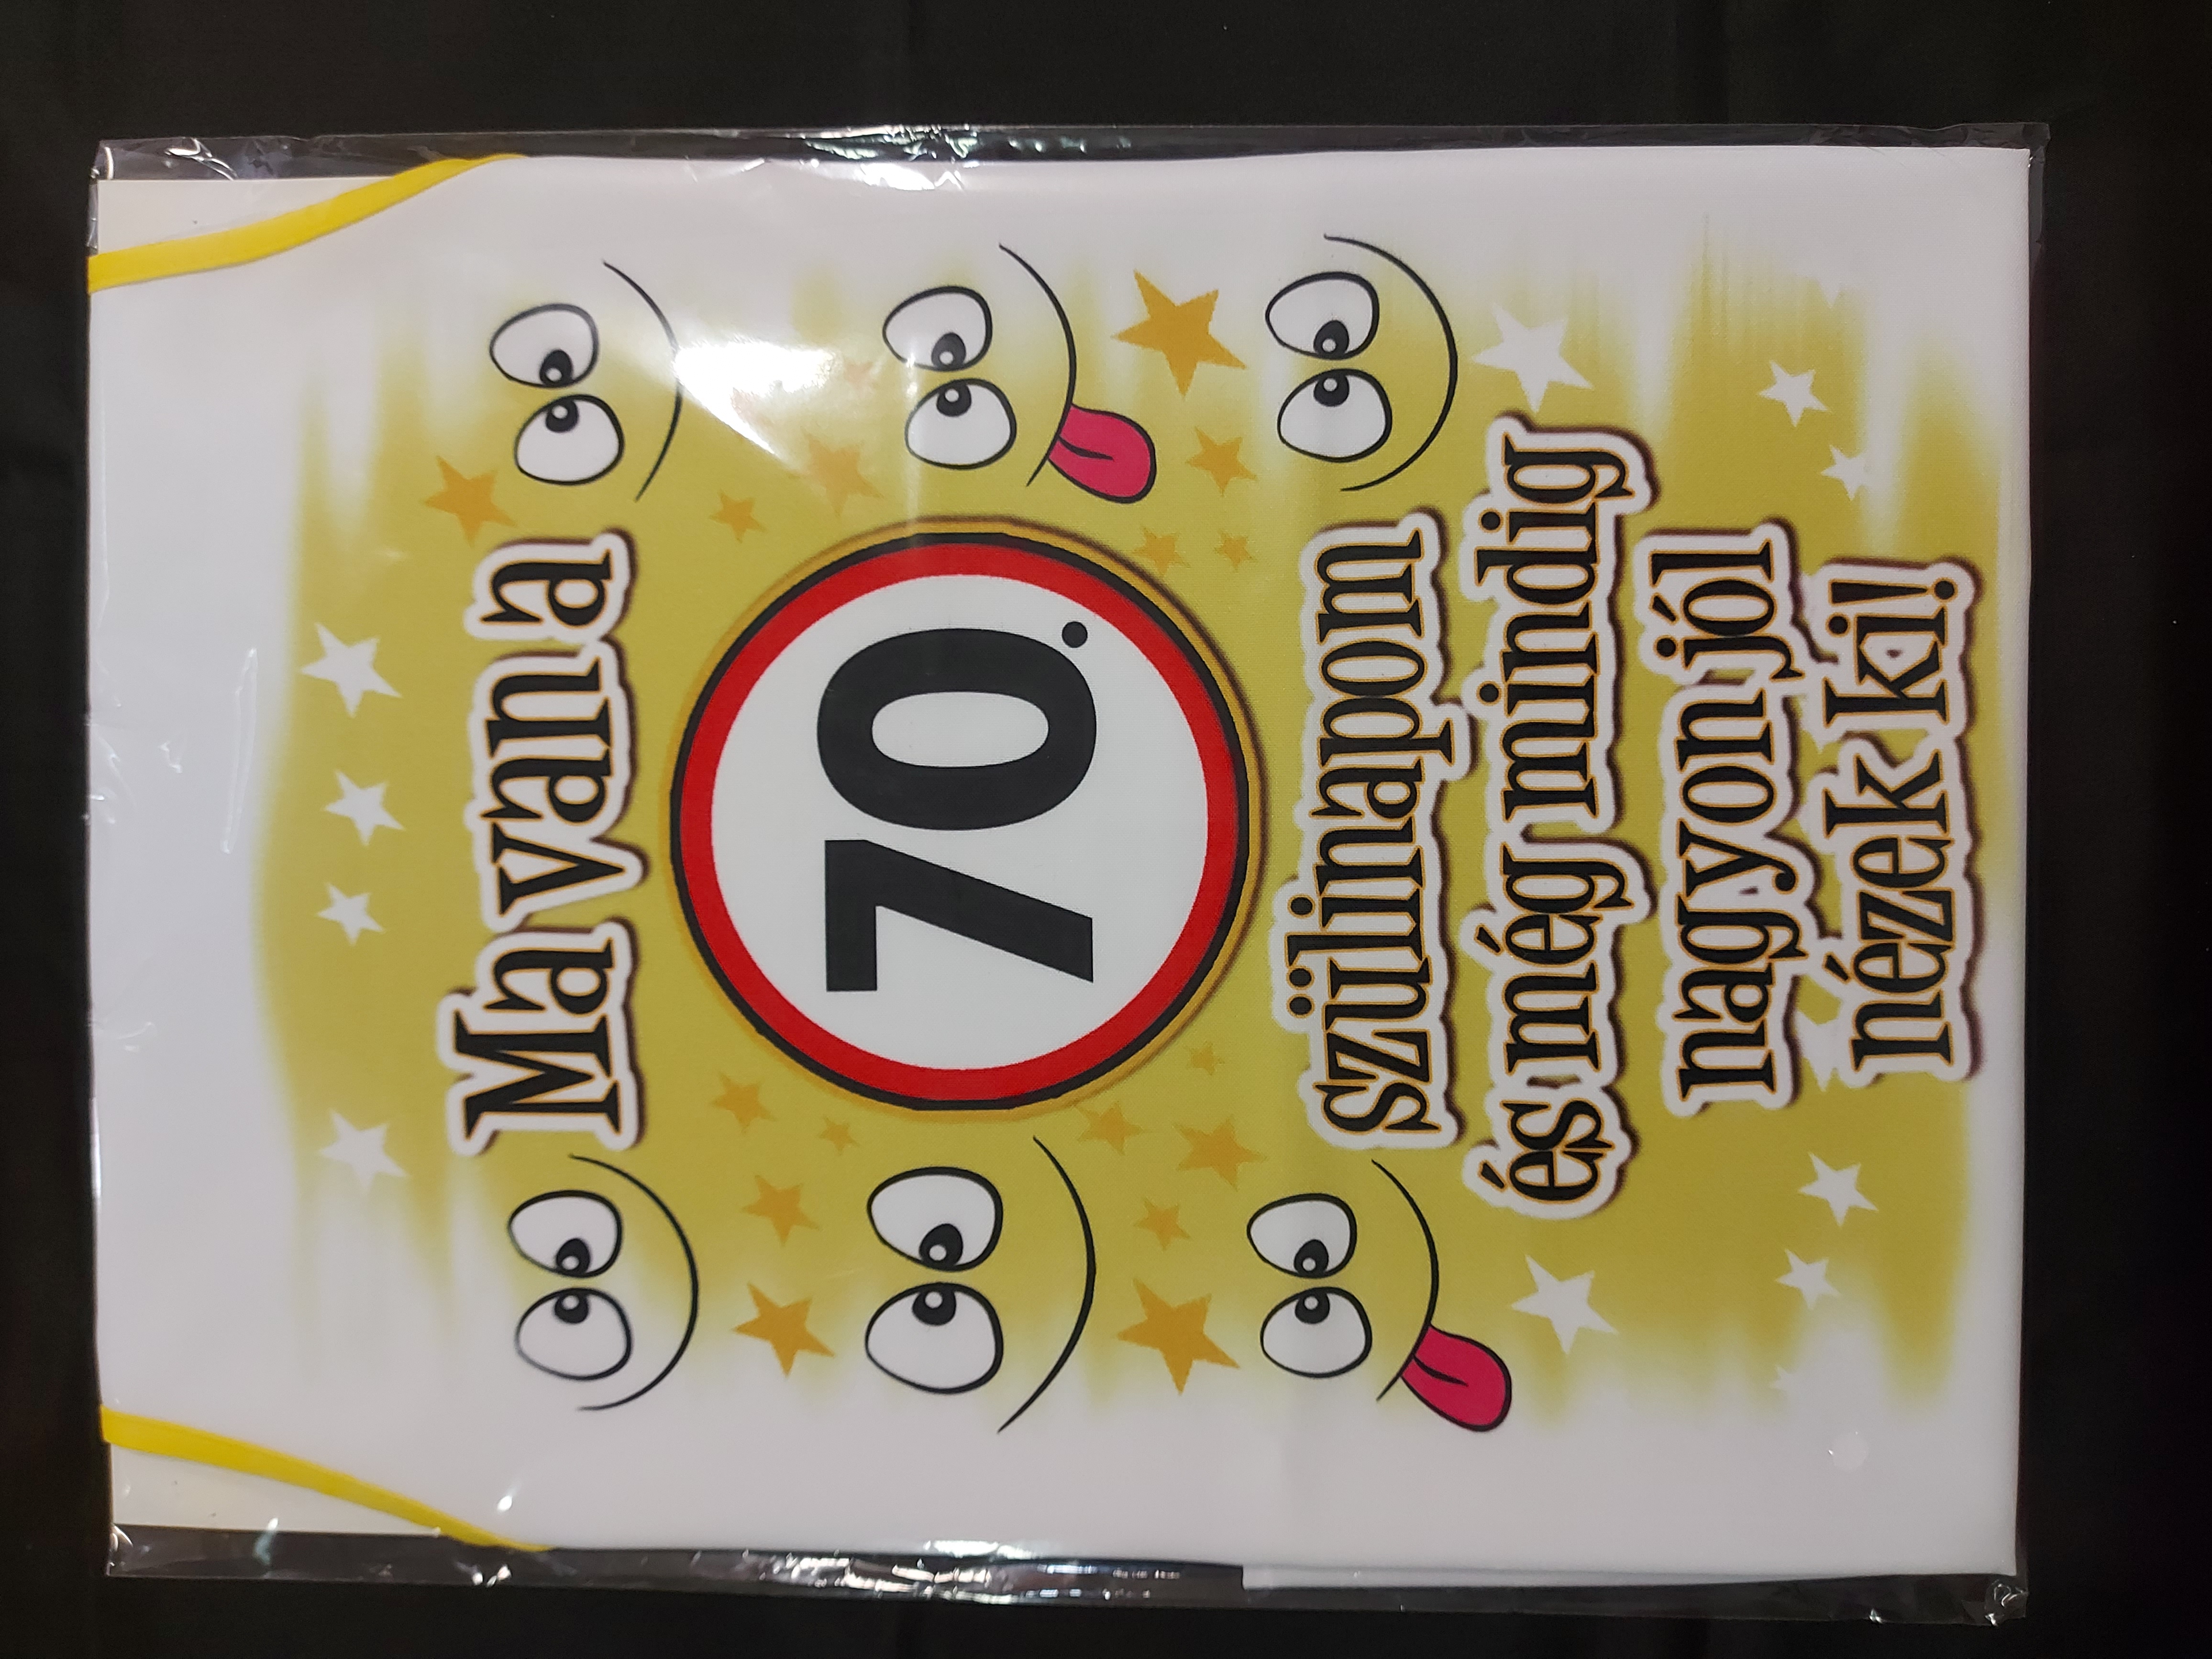 Ma van a
70.
szülinapom
és még mindig
nagyon jól
nézek ki!